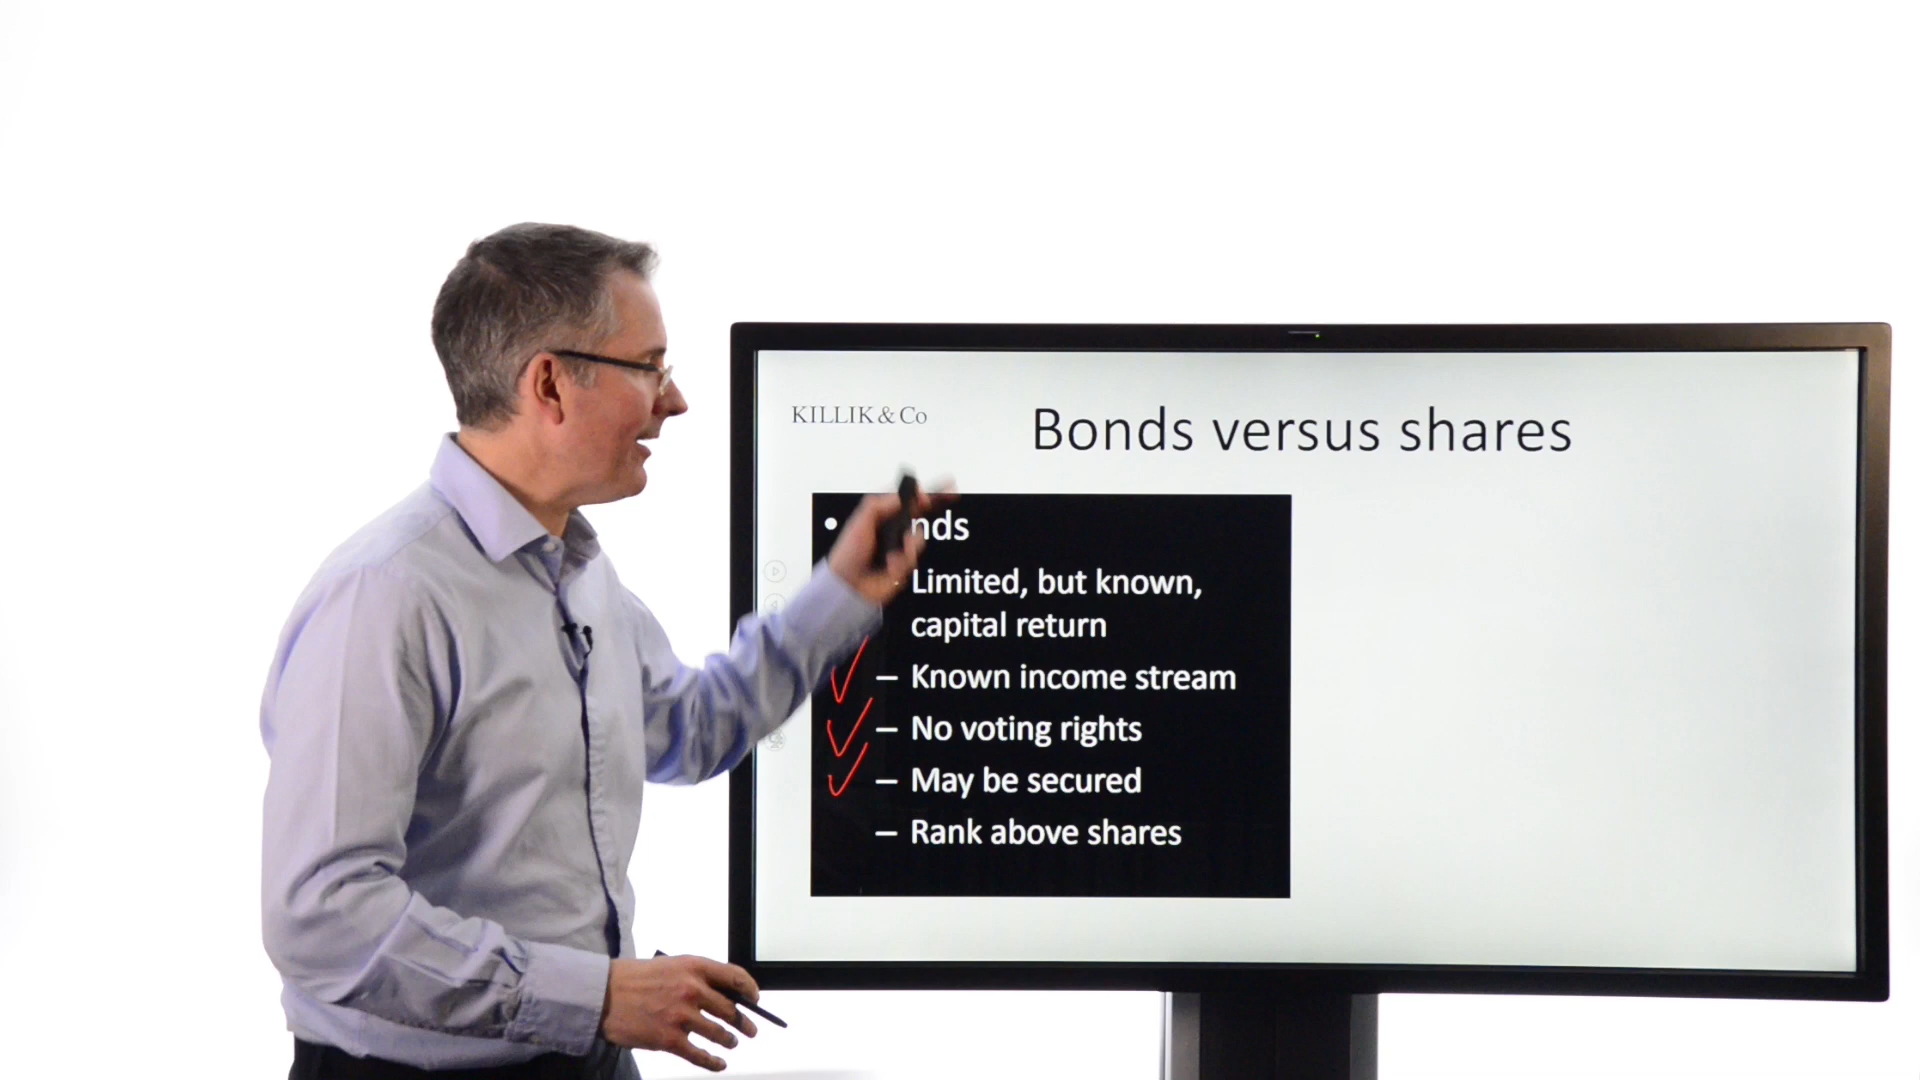 KILLIK & Co
Bonds versus shares
• nds
Limited, but known,
capital return
– Known income stream
– No voting rights
– May be secured
– Rank above shares